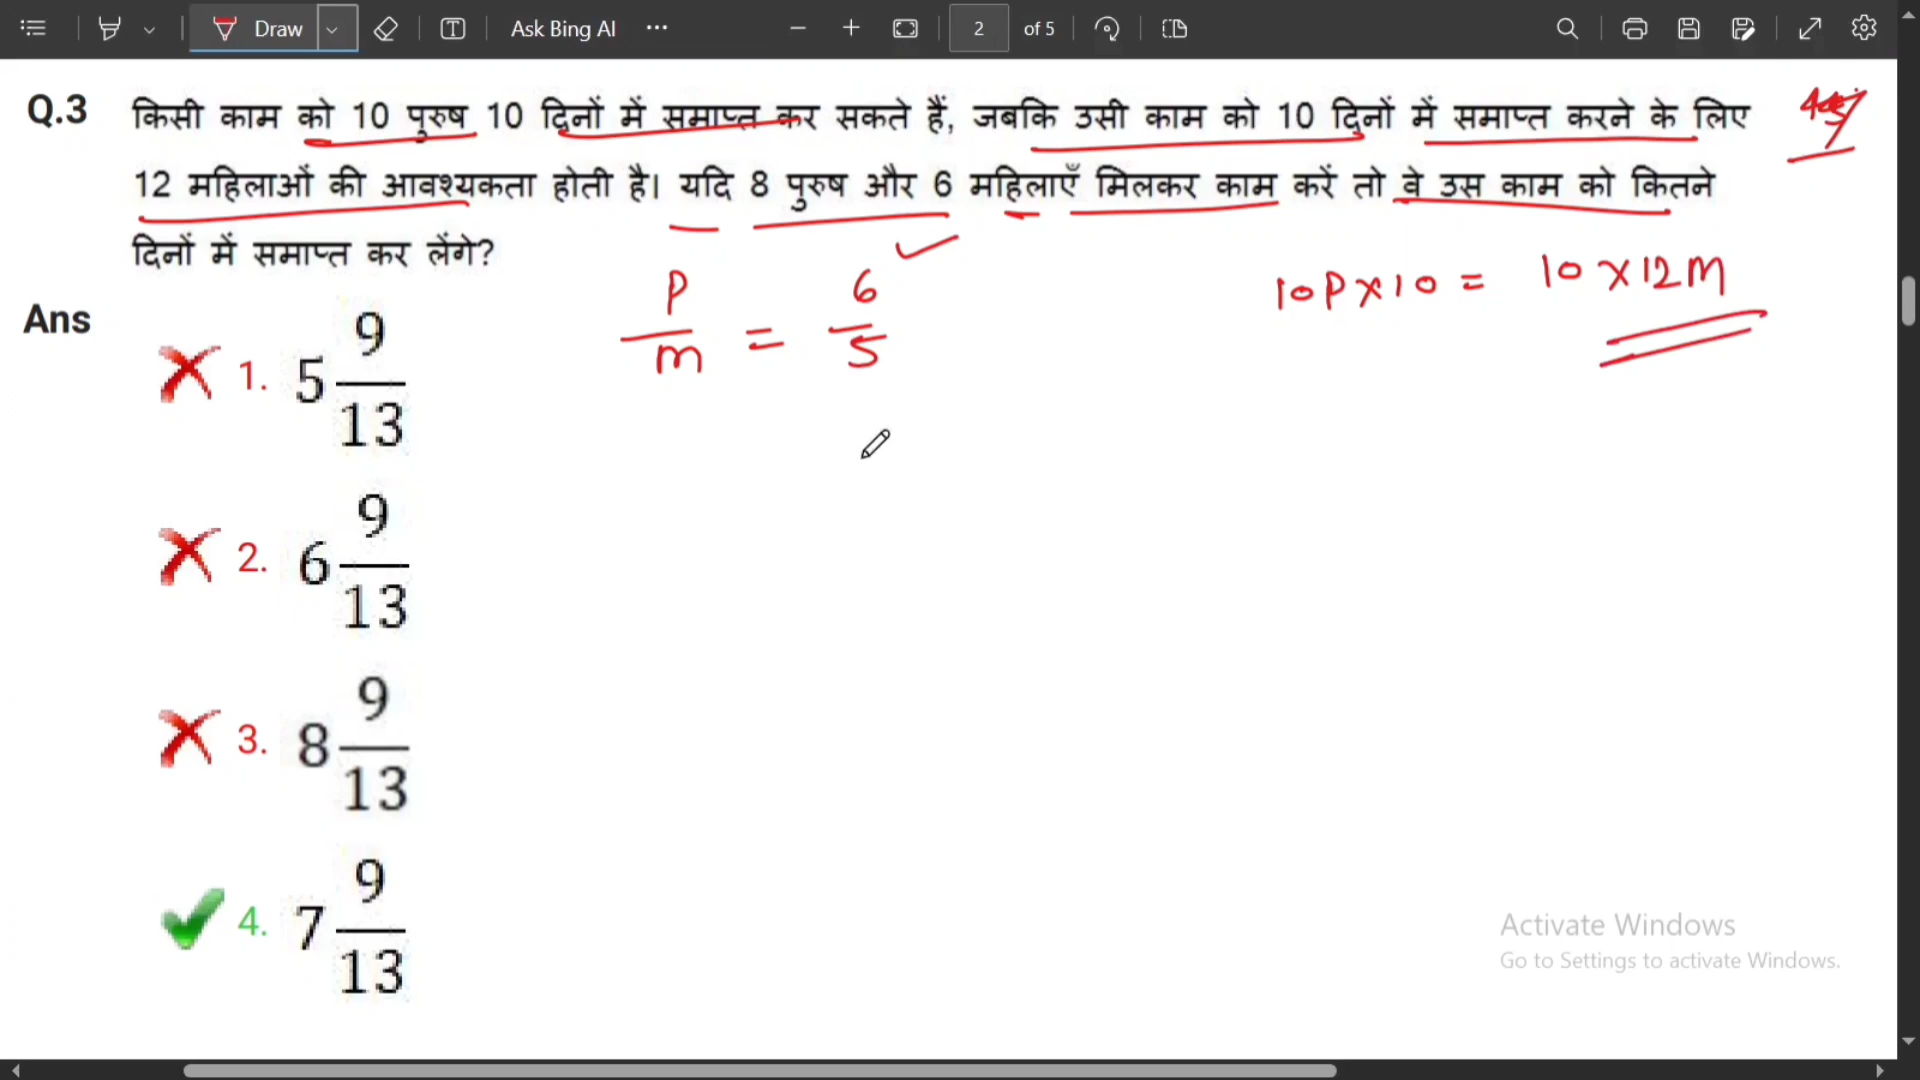 Draw
Ask Bing AI
2 of 5
Q.3 किसी काम को 10 पुरुष 10 दिनों में समाप्त कर सकते हैं, जबकि उसी काम को 10 दिनों में समाप्त करने के लिए
12 महिलाओं की आवश्यकता होती है। यदि 8 पुरुष और 6 महिलाएँ मिलकर काम करें तो वे उस काम को कितने
दिनों में समाप्त कर लेंगे?
P/m = 6/5
10P×10 = 10×12M
Ans
1. 5 9/13
2. 6 9/13
3. 8 9/13
4. 7 9/13
Activate Windows
Go to Settings to activate Windows.